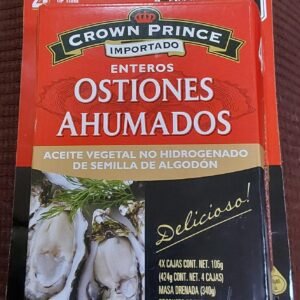 CROWN PRINCE
IMPORTADO
ENTEROS
OSTIONES
AHUMADOS
ACEITE VEGETAL NO HIDROGENADO
DE SEMILLA DE ALGODÓN
Delicioso!
4X CAJAS CONT. NET. 106g
(424g CONT. NET. 4 CAJAS)
MASA DRENADA (340g)